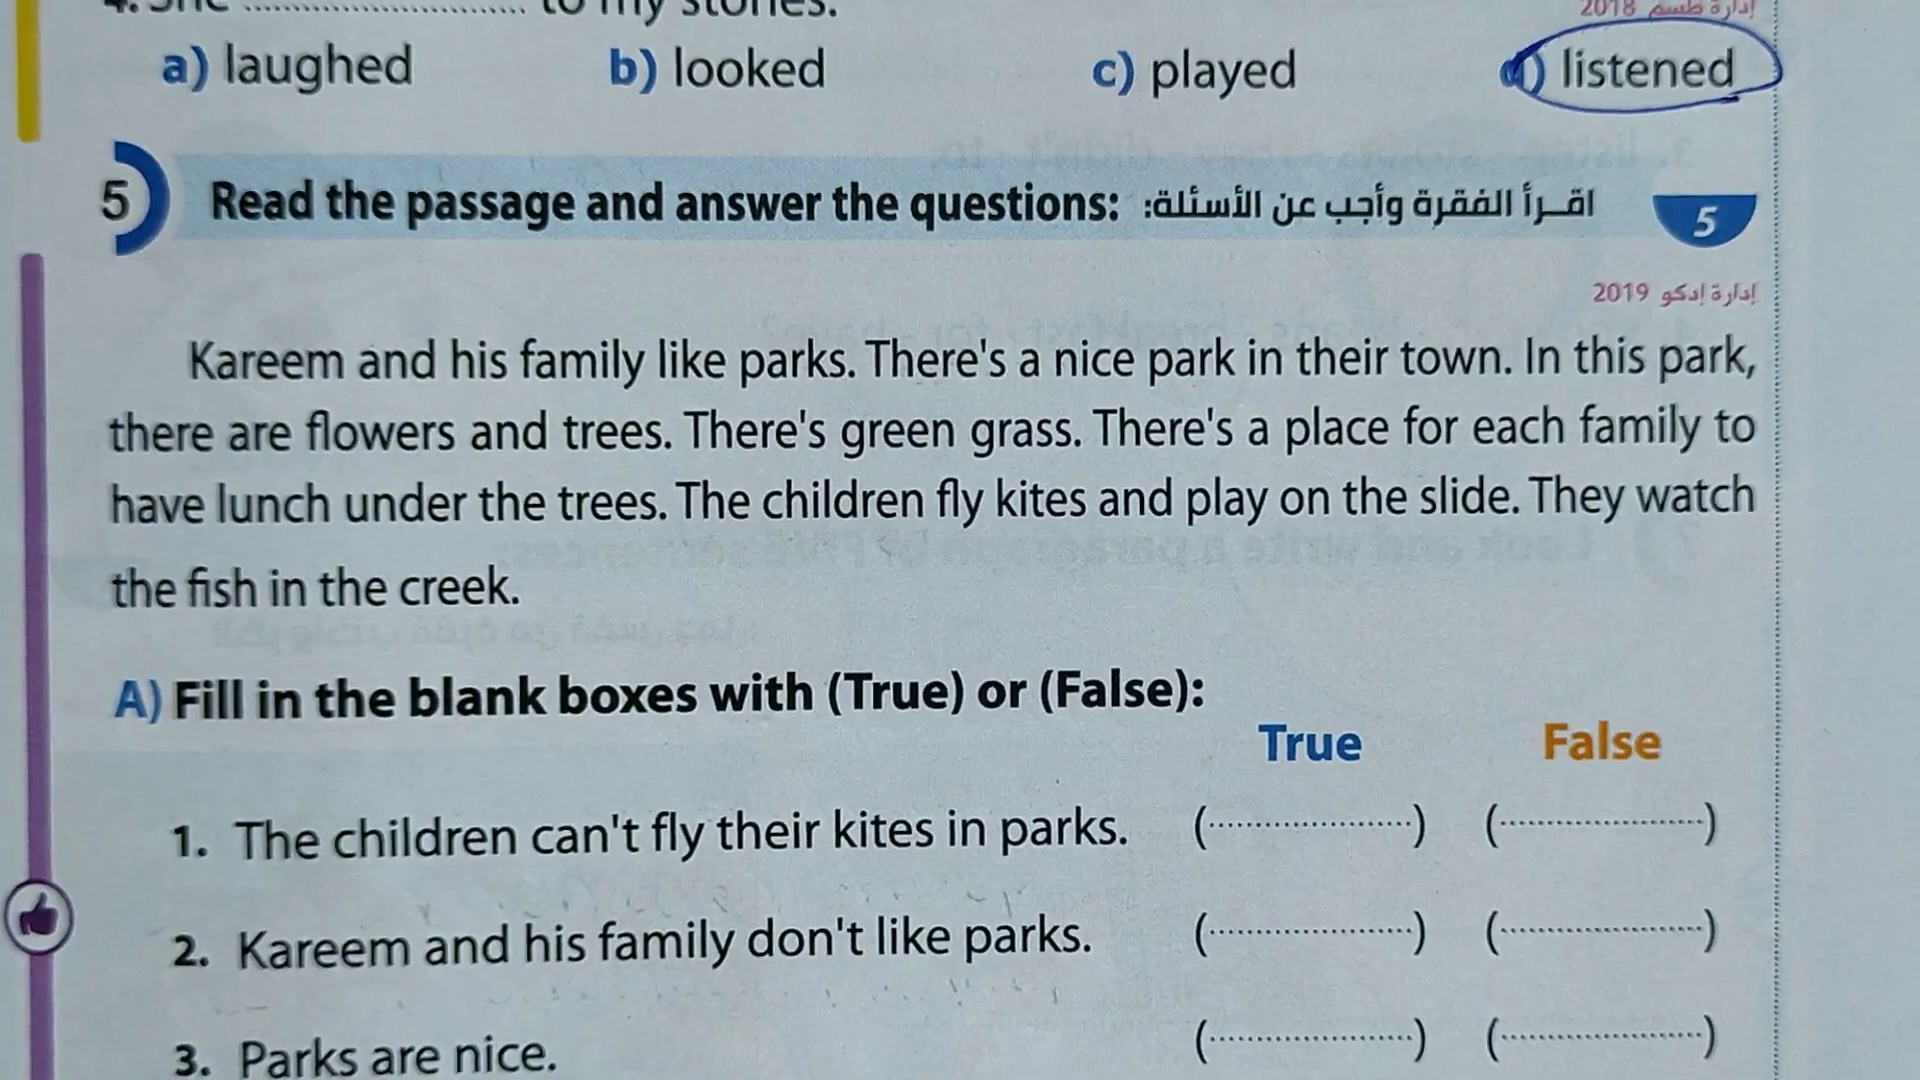 to my stories.
إدارة طسم 2018
a) laughed b) looked c) played d) listened
5 Read the passage and answer the questions: اقرأ الفقرة وأجب عن الأسئلة: 5
إدارة إدكو 2019
Kareem and his family like parks. There's a nice park in their town. In this park,
there are flowers and trees. There's green grass. There's a place for each family to
have lunch under the trees. The children fly kites and play on the slide. They watch
the fish in the creek.
A) Fill in the blank boxes with (True) or (False):
True False
1. The children can't fly their kites in parks. (....................) (....................)
2. Kareem and his family don't like parks. (....................) (....................)
3. Parks are nice. (....................) (....................)